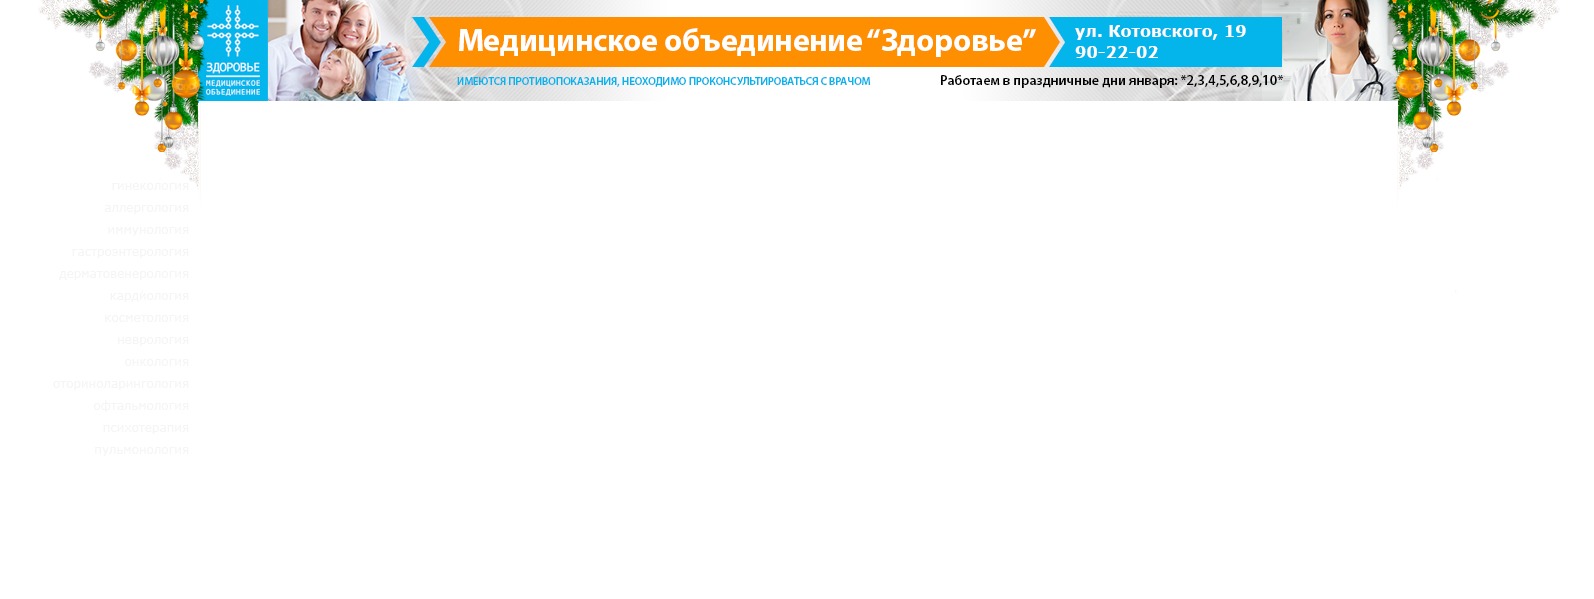 ЗДОРОВЬЕ
МЕДИЦИНСКОЕ
ОБЪЕДИНЕНИЕ
Медицинское объединение “Здоровье”
ул. Котовского, 19
90-22-02
ИМЕЮТСЯ ПРОТИВОПОКАЗАНИЯ, НЕОХОДИМО ПРОКОНСУЛЬТИРОВАТЬСЯ С ВРАЧОМ
Работаем в праздничные дни января: *2,3,4,5,6,8,9,10*
гинекология
аллергология
иммунология
гастроэнтерология
дерматовенерология
кардиология
косметология
неврология
онкология
оториноларингология
офтальмология
психотерапия
пульмонология